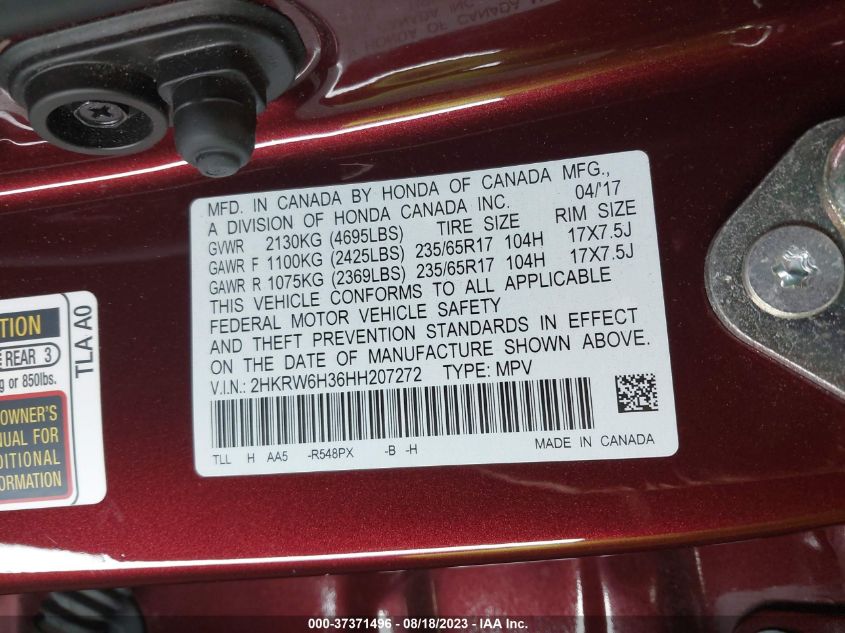 MFD. IN CANADA BY HONDA OF CANADA MFG.,
A DIVISION OF HONDA CANADA INC. 04/'17
GVWR 2130KG (4695LBS) TIRE SIZE RIM SIZE
GAWR F 1100KG (2425LBS) 235/65R17 104H 17X7.5J
GAWR R 1075KG (2369LBS) 235/65R17 104H 17X7.5J
THIS VEHICLE CONFORMS TO ALL APPLICABLE
FEDERAL MOTOR VEHICLE SAFETY
AND THEFT PREVENTION STANDARDS IN EFFECT
ON THE DATE OF MANUFACTURE SHOWN ABOVE.
V.I.N.: 2HKRW6H36HH207272 TYPE: MPV
TLL H AA5 -R548PX -B -H MADE IN CANADA
TION
REAR 3
g or 850lbs.
OWNER'S
NUAL FOR
DITIONAL
ORMATION
TLA A0
000-37371496 - 08/18/2023 - Copyright © 2023 IAA, LLC.